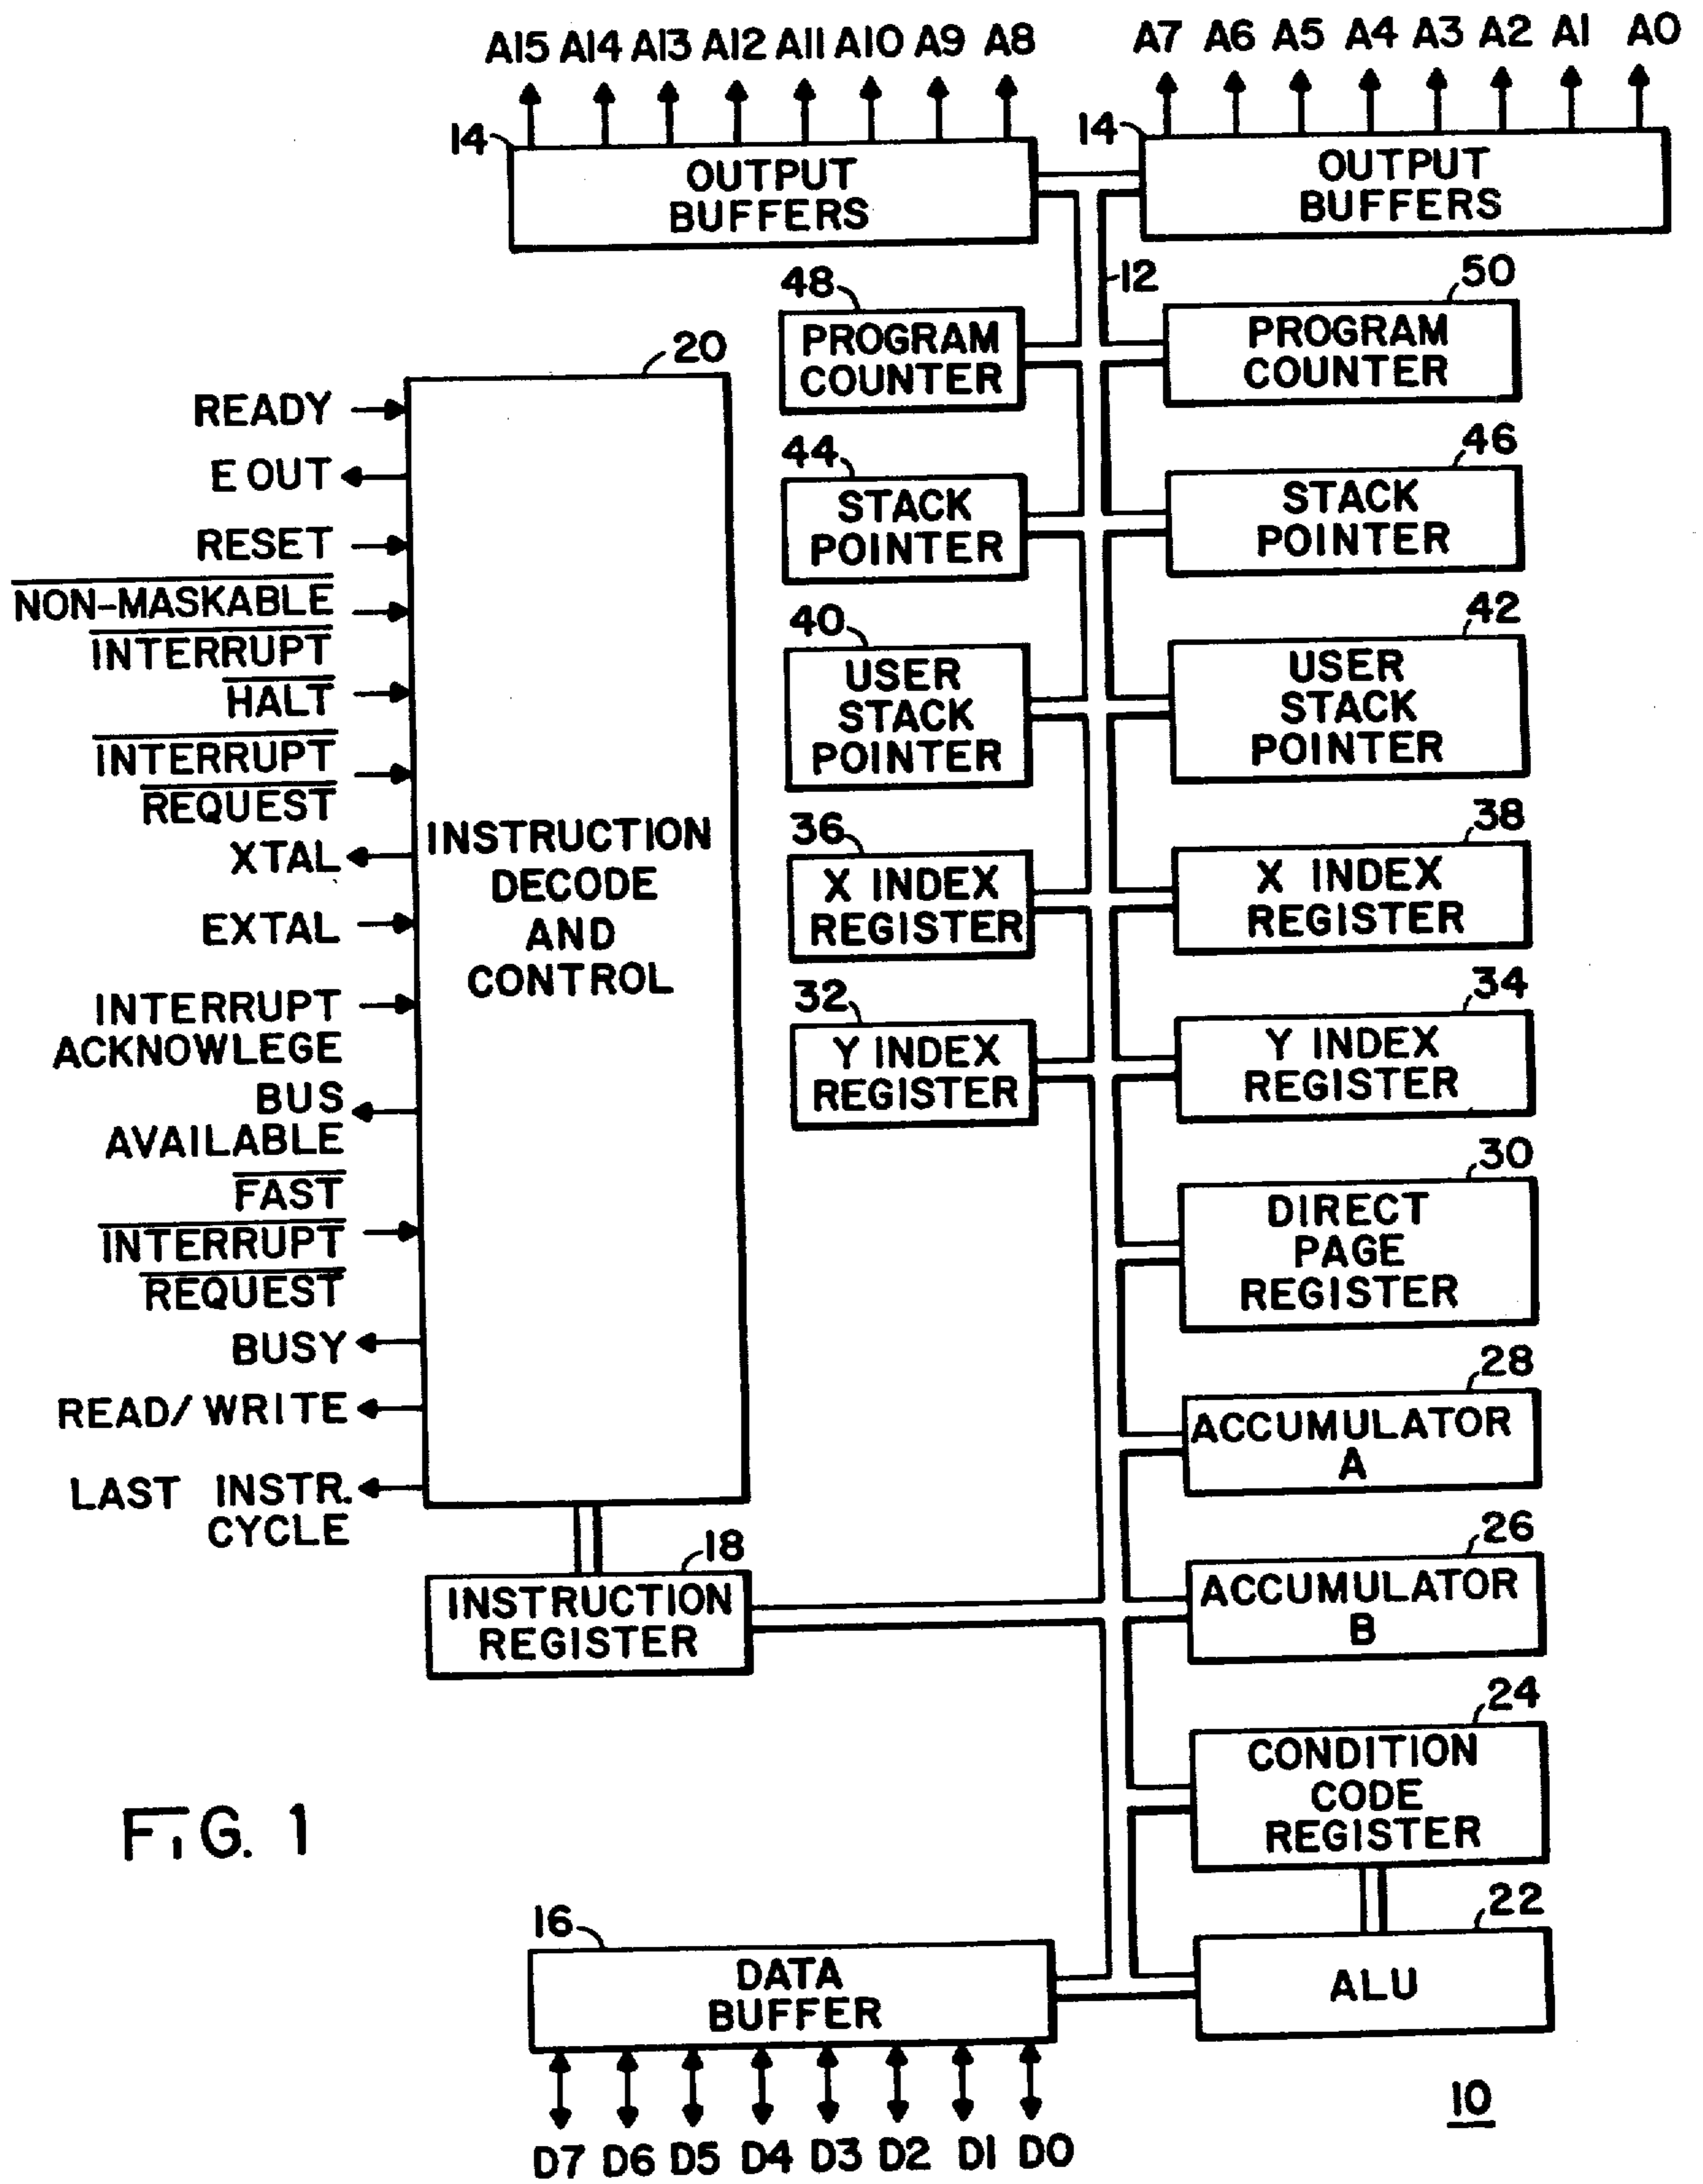 A15 A14 A13 A12 A11 A10 A9 A8 A7 A6 A5 A4 A3 A2 A1 A0
14
OUTPUT
BUFFERS
14
OUTPUT
BUFFERS
12
48
PROGRAM
COUNTER
50
PROGRAM
COUNTER
44
STACK
POINTER
46
STACK
POINTER
40
USER
STACK
POINTER
42
USER
STACK
POINTER
36
X INDEX
REGISTER
38
X INDEX
REGISTER
32
Y INDEX
REGISTER
34
Y INDEX
REGISTER
30
DIRECT
PAGE
REGISTER
28
ACCUMULATOR
A
26
ACCUMULATOR
B
24
CONDITION
CODE
REGISTER
22
ALU
20
INSTRUCTION
DECODE
AND
CONTROL
READY
E OUT
RESET
NON-MASKABLE
INTERRUPT
HALT
INTERRUPT
REQUEST
XTAL
EXTAL
INTERRUPT
ACKNOWLEGE
BUS
AVAILABLE
FAST
INTERRUPT
REQUEST
BUSY
READ/WRITE
LAST INSTR.
CYCLE
18
INSTRUCTION
REGISTER
16
DATA
BUFFER
D7 D6 D5 D4 D3 D2 D1 D0
FIG. 1
10